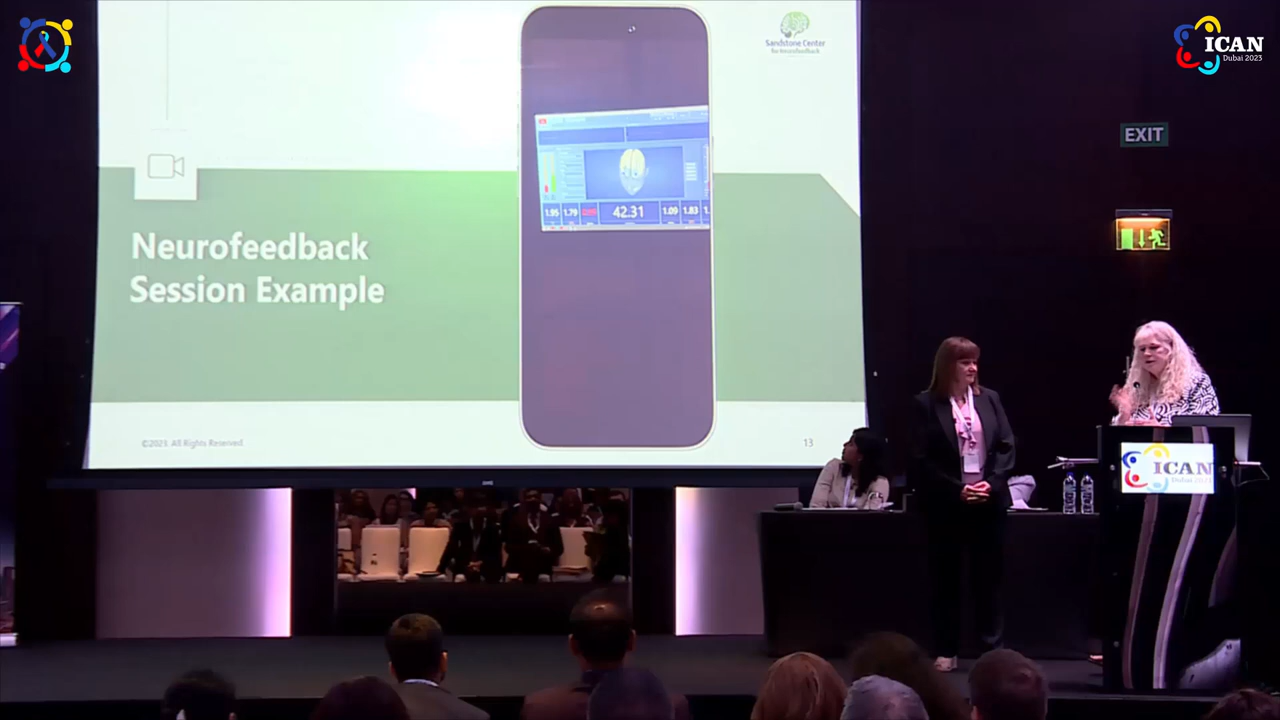 Sandstone Center
for Neurofeedback
ICAN
Dubai 2023
EXIT
1.95 1.79 42.31 1.09 1.83 1.
Neurofeedback
Session Example
©2023 All Rights Reserved.
13
ICAN
Dubai 2023